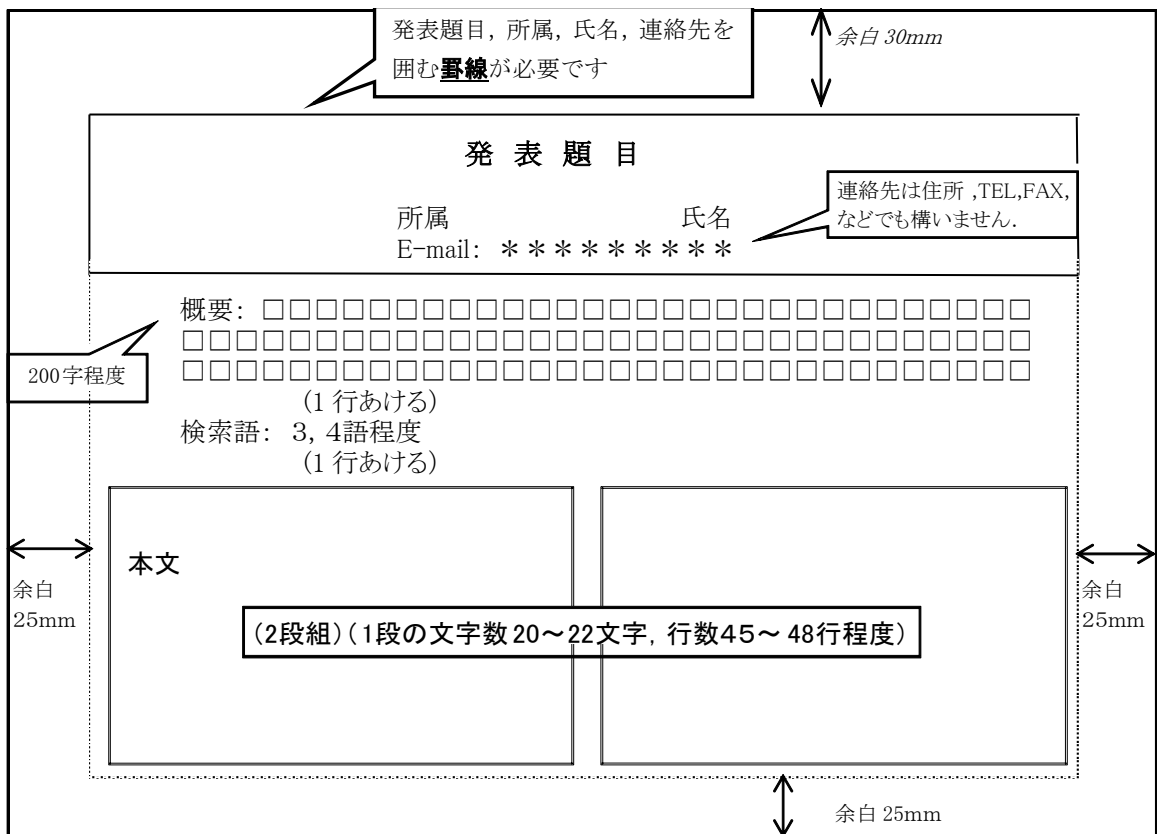 発表題目, 所属, 氏名, 連絡先を
囲む罫線が必要です
余白 30mm
発 表 題 目
連絡先は住所 ,TEL,FAX,
などでも構いません.
所属 氏名
E-mail: *********
概要: □□□□□□□□□□□□□□□□□□□□□□□□□□□□□
□□□□□□□□□□□□□□□□□□□□□□□□□□□□□□□□
□□□□□□□□□□□□□□□□□□□□□□□□□□□□□□□□
200字程度
(1 行あける)
検索語: 3, 4語程度
(1 行あける)
本文
余白
25mm
余白
25mm
(2段組)(1段の文字数 20～22文字, 行数45～ 48行程度)
余白 25mm